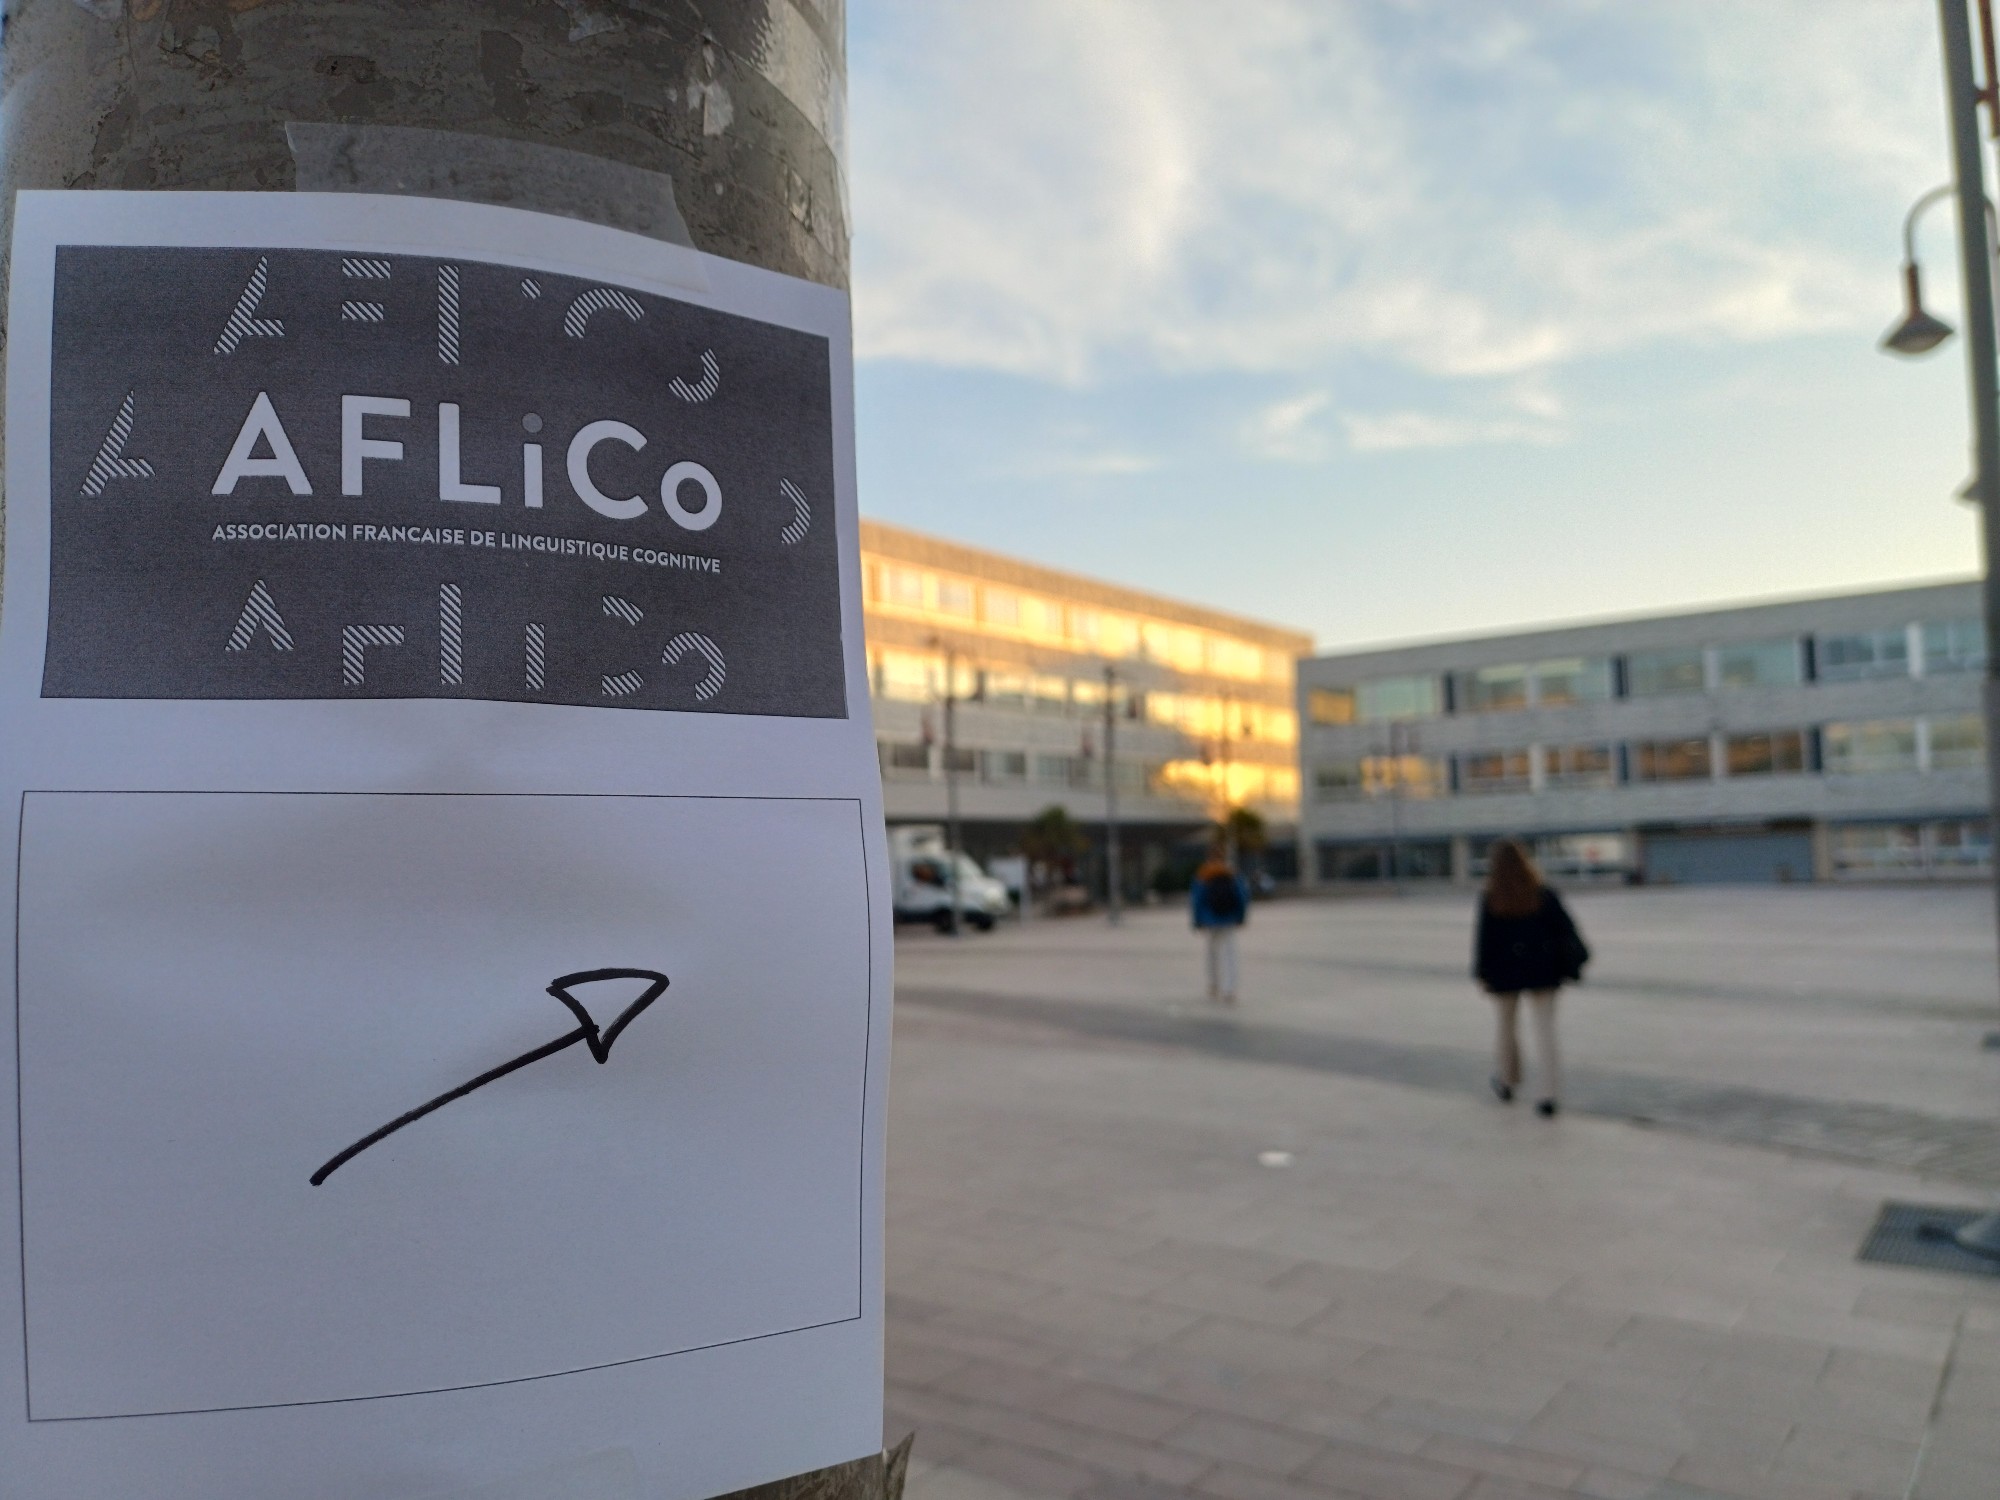 AFLiCo
ASSOCIATION FRANCAISE DE LINGUISTIQUE COGNITIVE